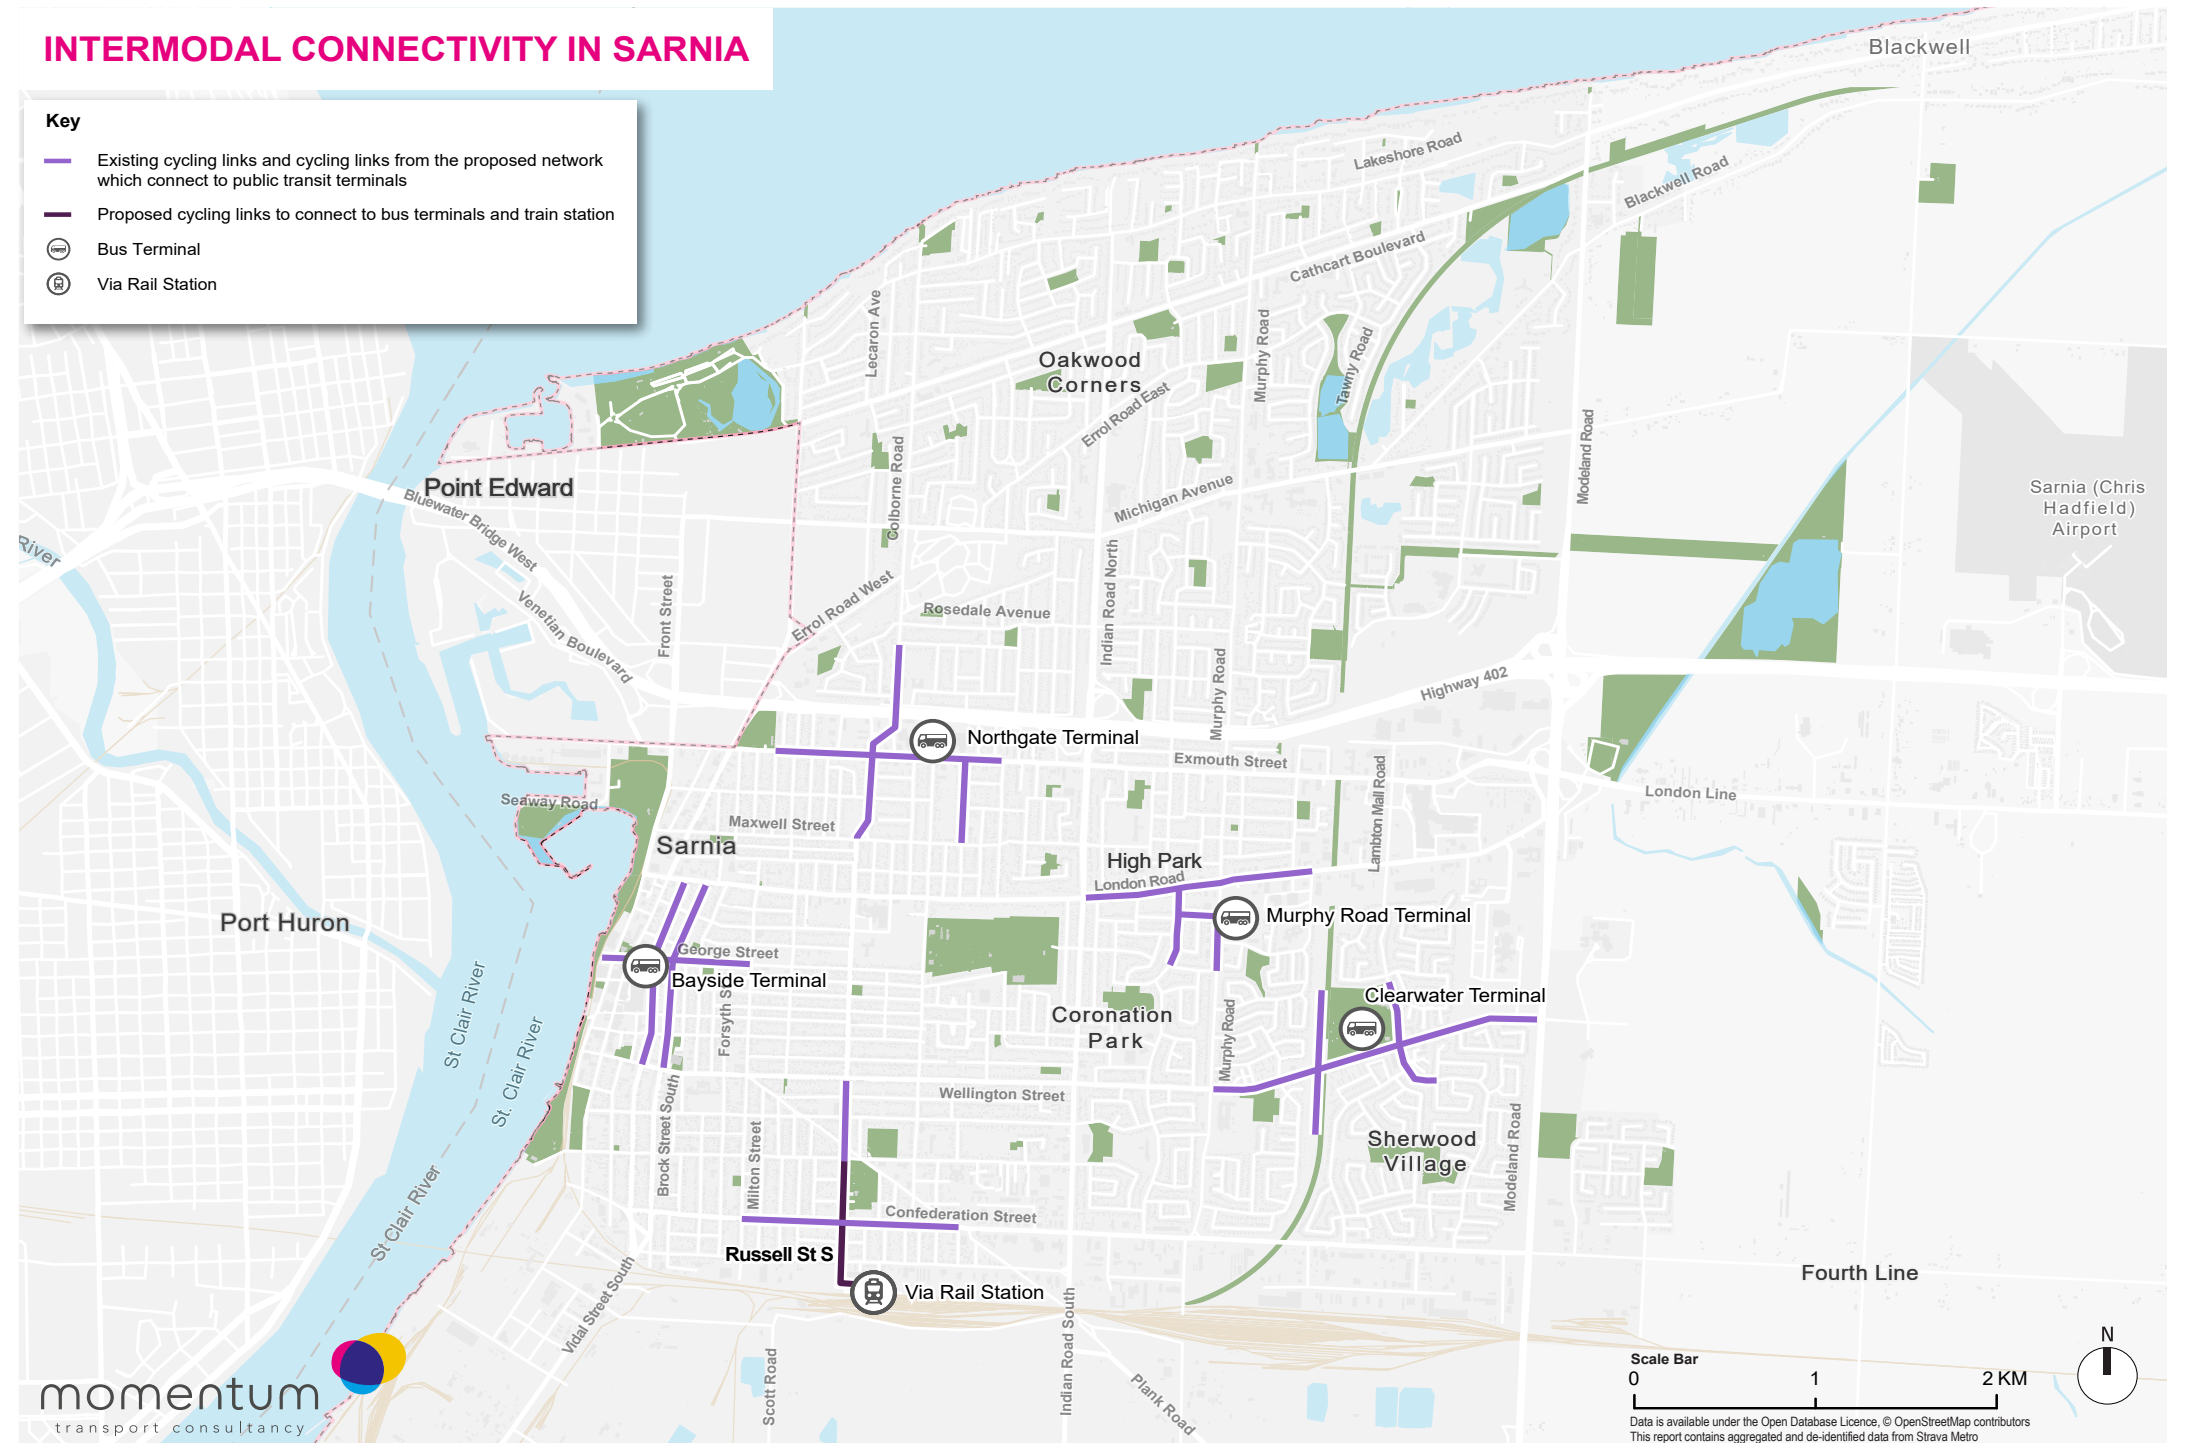 INTERMODAL CONNECTIVITY IN SARNIA
Key
Existing cycling links and cycling links from the proposed network
which connect to public transit terminals
Proposed cycling links to connect to bus terminals and train station
Bus Terminal
Via Rail Station
Blackwell
Lakeshore Road
Blackwell Road
Cathcart Boulevard
Lecaron Ave
Murphy Road
Tawny Road
Oakwood
Corners
Errol Road East
Modeland Road
Colborne Road
Michigan Avenue
Point Edward
Bluewater Bridge West
Sarnia (Chris
Hadfield)
Airport
River
Venetian Boulevard
Front Street
Errol Road West
Rosedale Avenue
Indian Road North
Murphy Road
Highway 402
Northgate Terminal
Exmouth Street
Lambton Mall Road
London Line
Seaway Road
Maxwell Street
Sarnia
High Park
London Road
Port Huron
Murphy Road Terminal
George Street
Bayside Terminal
Forsyth S
Clearwater Terminal
Coronation
Park
Murphy Road
St Clair River
St. Clair River
Wellington Street
Brock Street South
Milton Street
Sherwood
Village
Modeland Road
St Clair River
Confederation Street
Russell St S
Via Rail Station
Fourth Line
Vidal Street South
Scott Road
Indian Road South
Plank Road
N
Scale Bar
0 1 2 KM
Data is available under the Open Database Licence, © OpenStreetMap contributors
This report contains aggregated and de-identified data from Strava Metro
momentum
transport consultancy